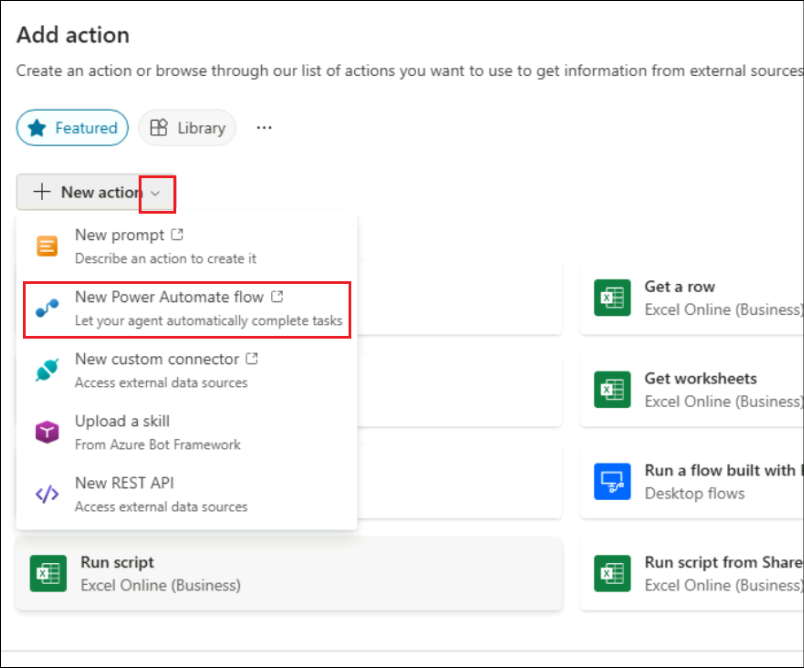 Add action
Create an action or browse through our list of actions you want to use to get information from external sources
Featured
Library
New action
New prompt
Describe an action to create it
New Power Automate flow
Let your agent automatically complete tasks
New custom connector
Access external data sources
Upload a skill
From Azure Bot Framework
New REST API
Access external data sources
Get a row
Excel Online (Business)
Get worksheets
Excel Online (Business)
Run a flow built with
Desktop flows
Run script
Excel Online (Business)
Run script from Share
Excel Online (Business)